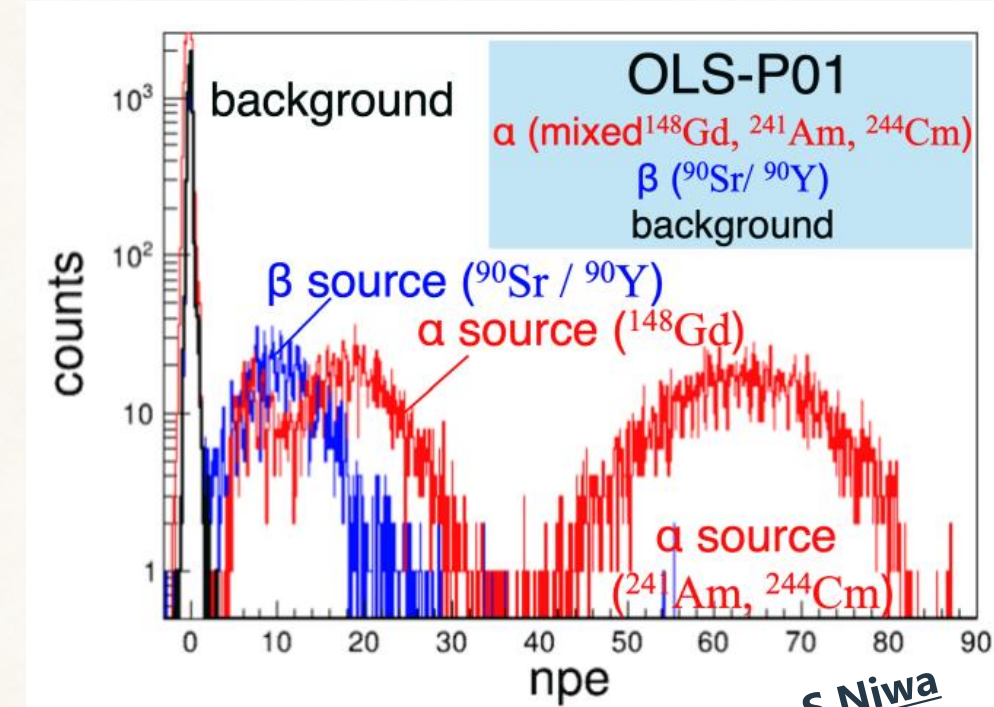 OLS-P01
α (mixed¹⁴⁸Gd, ²⁴¹Am, ²⁴⁴Cm)
β (⁹⁰Sr/ ⁹⁰Y)
background
background
β source (⁹⁰Sr / ⁹⁰Y)
α source (¹⁴⁸Gd)
α source
(²⁴¹Am, ²⁴⁴Cm)
counts
10³
10²
10
1
0 10 20 30 40 50 60 70 80 90
npe
S Niwa